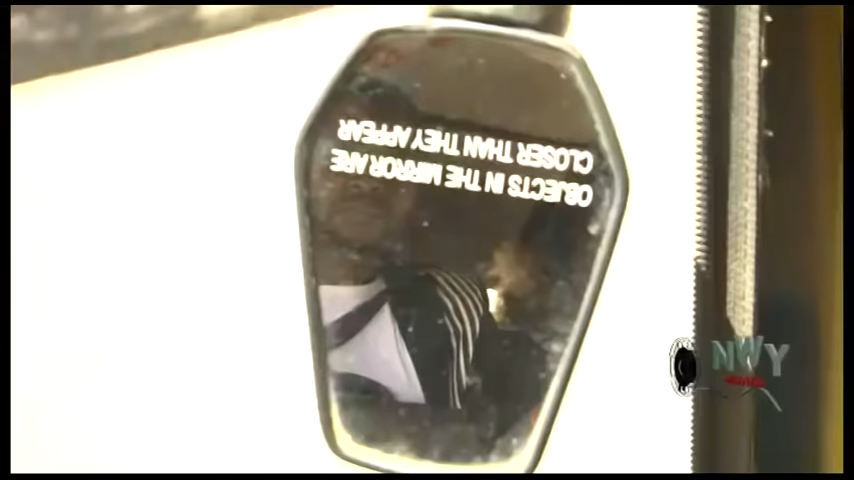 OBJECTS IN THE MIRROR ARE
CLOSER THAN THEY APPEAR
NWY